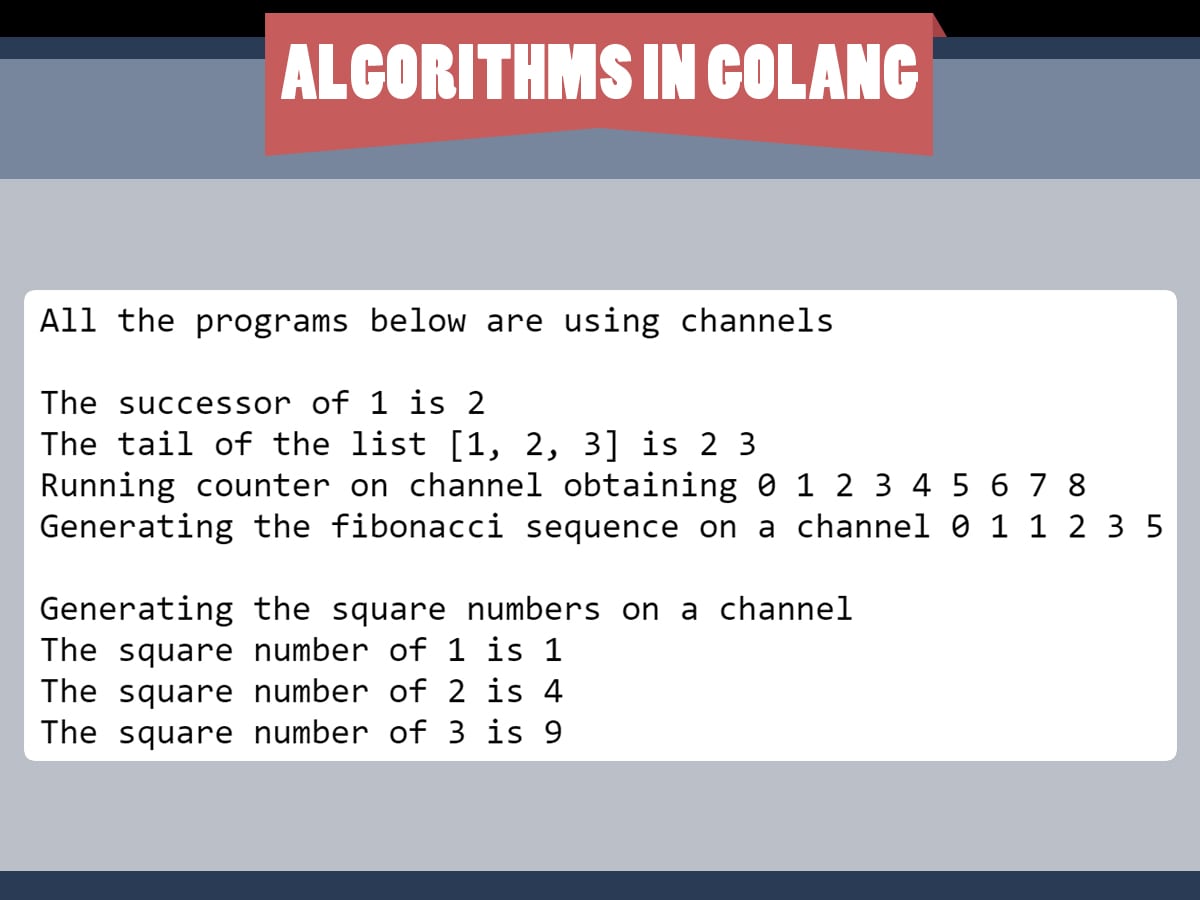 ALGORITHMS IN GOLANG
All the programs below are using channels
The successor of 1 is 2
The tail of the list [1, 2, 3] is 2 3
Running counter on channel obtaining 0 1 2 3 4 5 6 7 8
Generating the fibonacci sequence on a channel 0 1 1 2 3 5
Generating the square numbers on a channel
The square number of 1 is 1
The square number of 2 is 4
The square number of 3 is 9